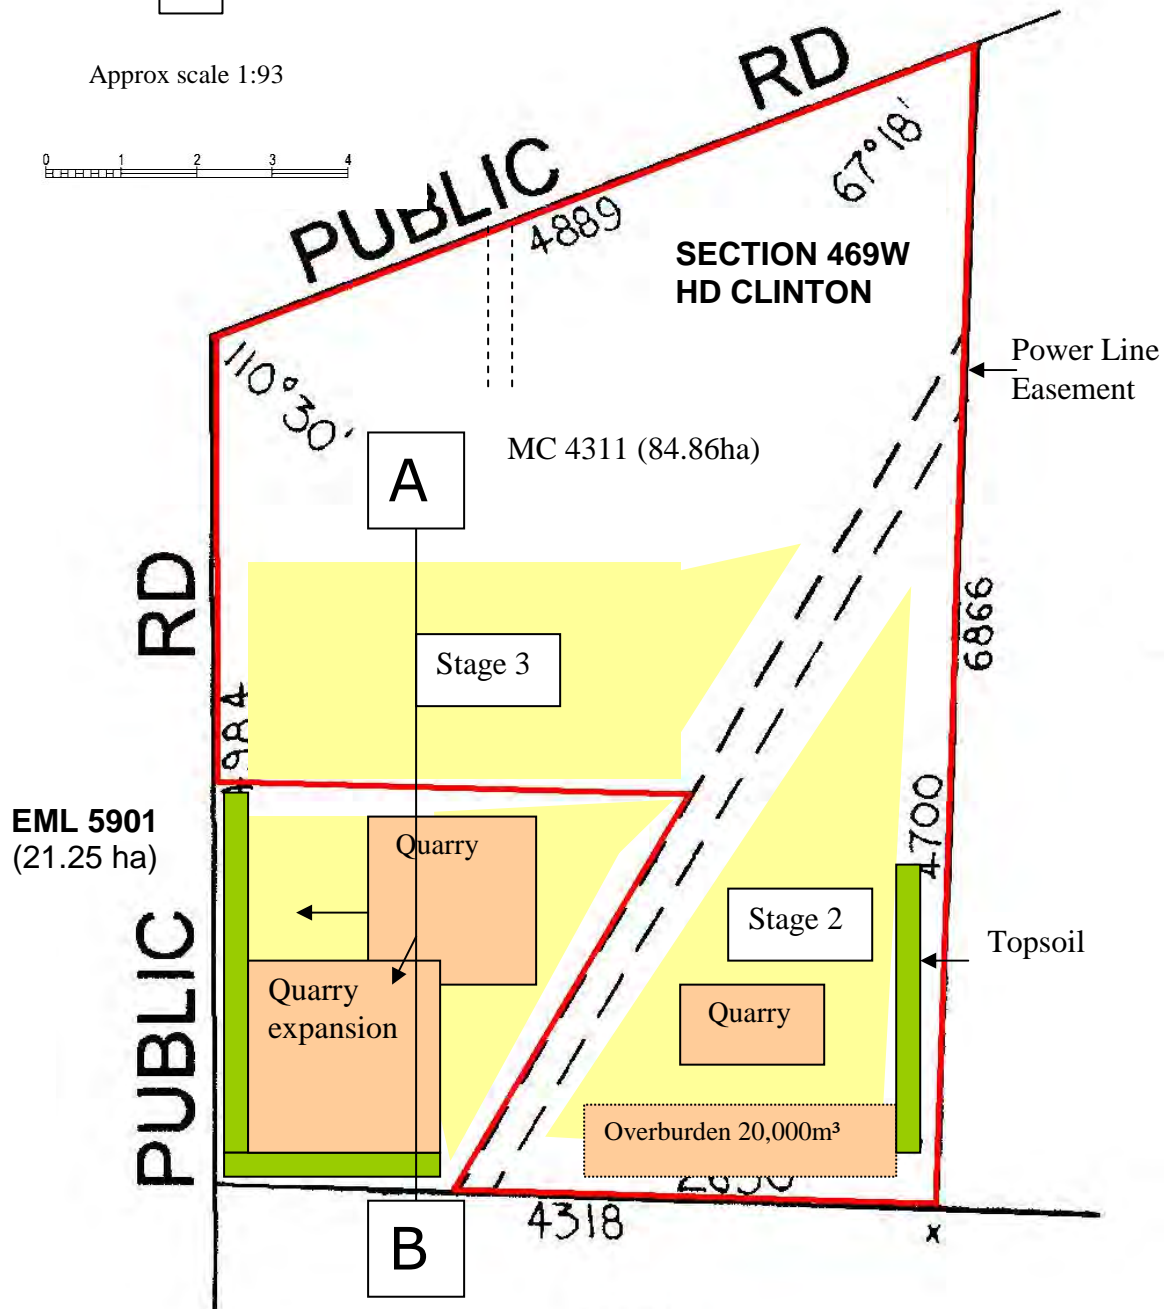 Approx scale 1:93
0 1 2 3 4
PUBLIC RD
4889
67°18'
SECTION 469W
HD CLINTON
110°30'
Power Line
Easement
MC 4311 (84.86ha)
A
RD
Stage 3
6866
EML 5901
(21.25 ha)
Quarry
4700
Stage 2
Topsoil
PUBLIC
Quarry
expansion
Quarry
Overburden 20,000m³
4318
B
x